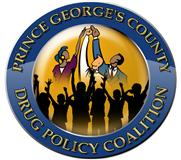 PRINCE GEORGE'S COUNTY
DRUG POLICY COALITION